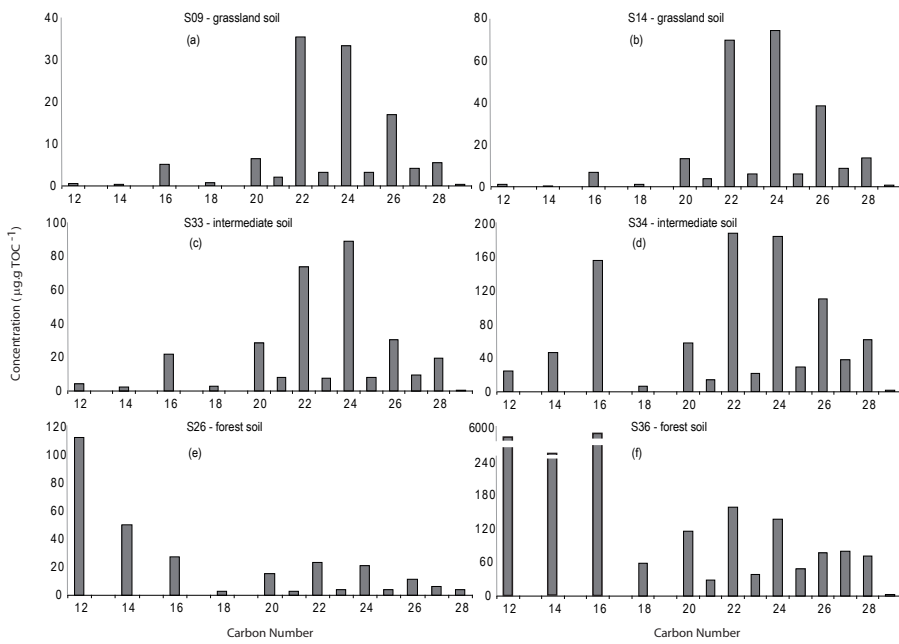 S09 - grassland soil
(a)
40
30
20
10
0
12 14 16 18 20 22 24 26 28
S14 - grassland soil
(b)
80
60
40
20
0
12 14 16 18 20 22 24 26 28
Concentration (µg.g TOC⁻¹)
S33 - intermediate soil
(c)
100
80
60
40
20
0
12 14 16 18 20 22 24 26 28
S34 - intermediate soil
(d)
200
160
120
80
40
0
12 14 16 18 20 22 24 26 28
S26 - forest soil
(e)
120
100
80
60
40
20
0
12 14 16 18 20 22 24 26 28
Carbon Number
S36 - forest soil
(f)
6000
240
180
120
60
0
12 14 16 18 20 22 24 26 28
Carbon Number